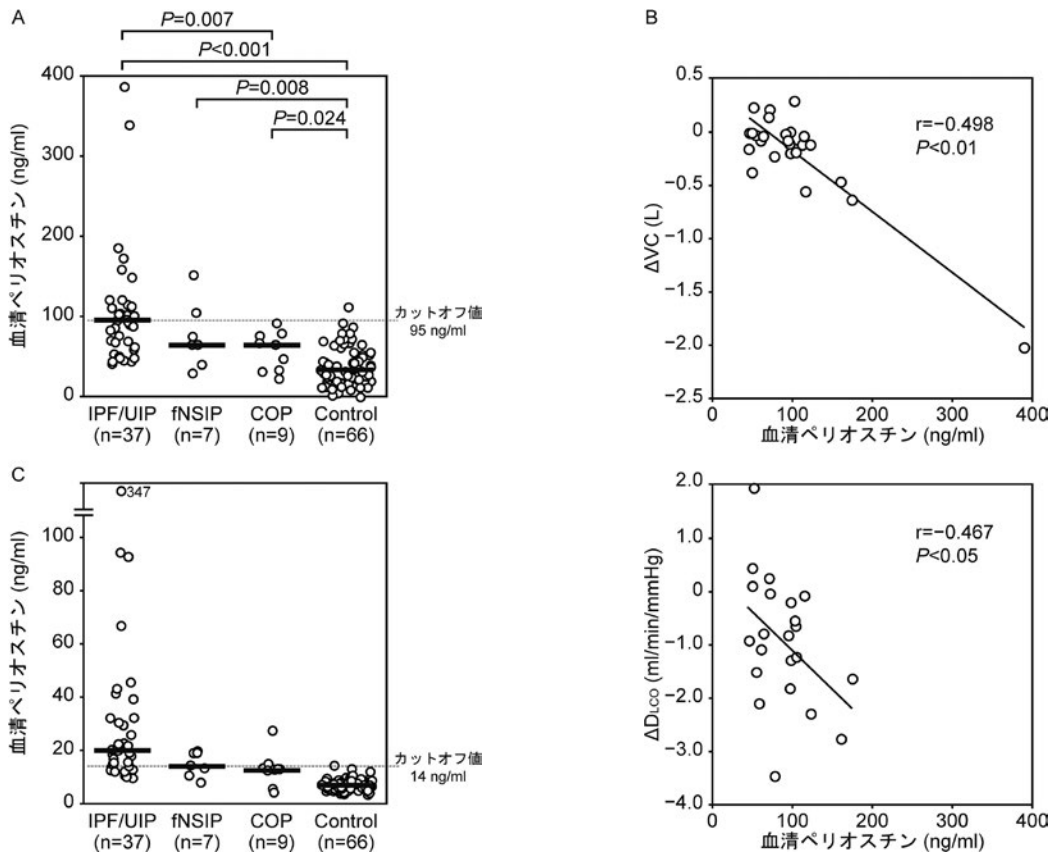 A
P=0.007
P<0.001
P=0.008
P=0.024
血清ペリオスチン (ng/ml)
400
300
200
100
0
カットオフ値
95 ng/ml
IPF/UIP fNSIP COP Control
(n=37) (n=7) (n=9) (n=66)
B
0.5
0
−0.5
−1.0
−1.5
−2.0
−2.5
ΔVC (L)
r=−0.498
P<0.01
0 100 200 300 400
血清ペリオスチン (ng/ml)
C
347
血清ペリオスチン (ng/ml)
100
80
60
40
20
0
カットオフ値
14 ng/ml
IPF/UIP fNSIP COP Control
(n=37) (n=7) (n=9) (n=66)
2.0
1.0
0
−1.0
−2.0
−3.0
−4.0
ΔDLCO (ml/min/mmHg)
r=−0.467
P<0.05
0 100 200 300 400
血清ペリオスチン (ng/ml)